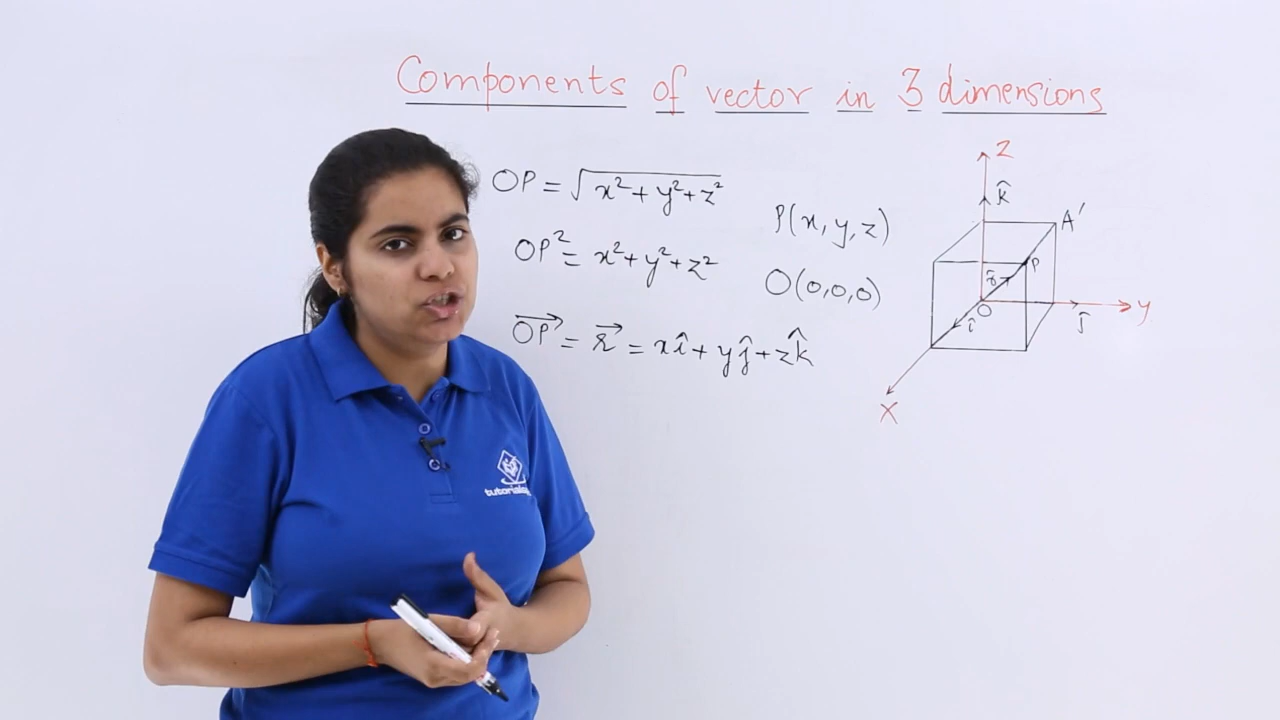 Components of vector in 3 dimensions
OP = √x²+y²+z²
P(x, y, z)
OP² = x²+y²+z²
O(0,0,0)
OP⃗ = r⃗ = xî + yĵ + zk̂
Z
k̂
A'
P
r̂
O
î
ĵ
y
X